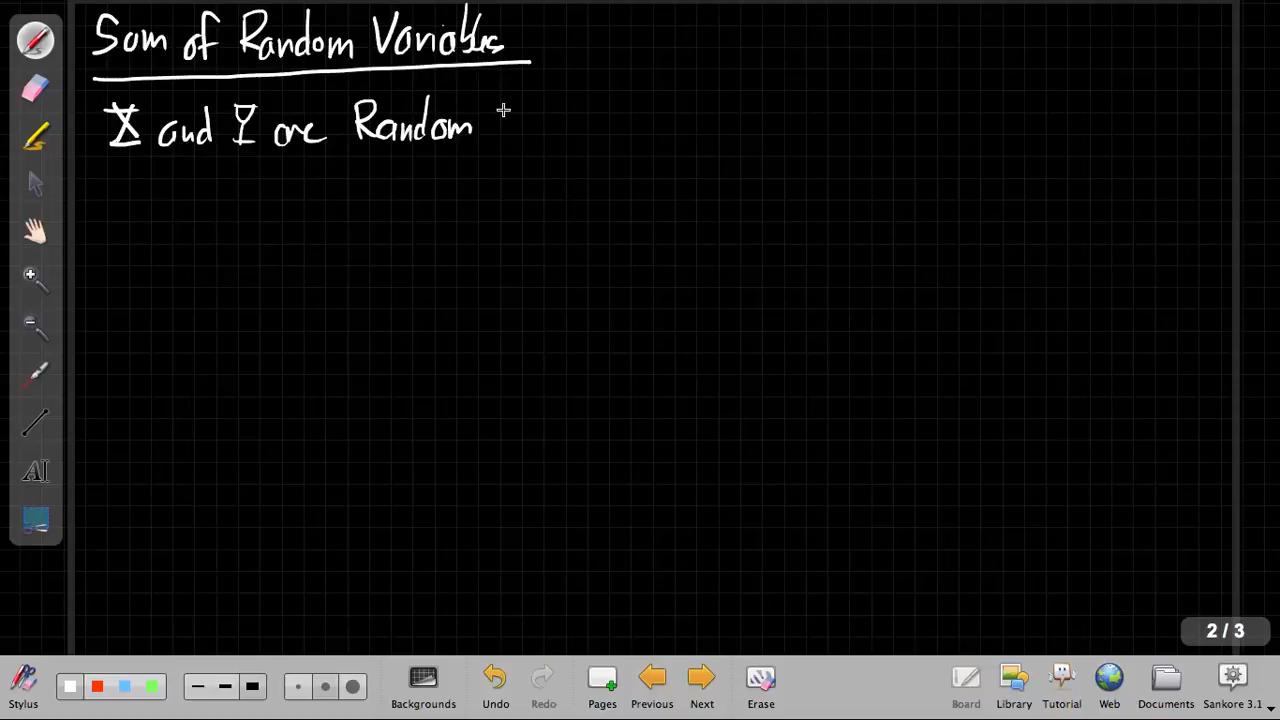 Sum of Random Variables
X and Y are Random
AI
2 / 3
Stylus
Backgrounds
Undo
Redo
Pages
Previous
Next
Erase
Board
Library
Tutorial
Web
Documents
Sankore 3.1